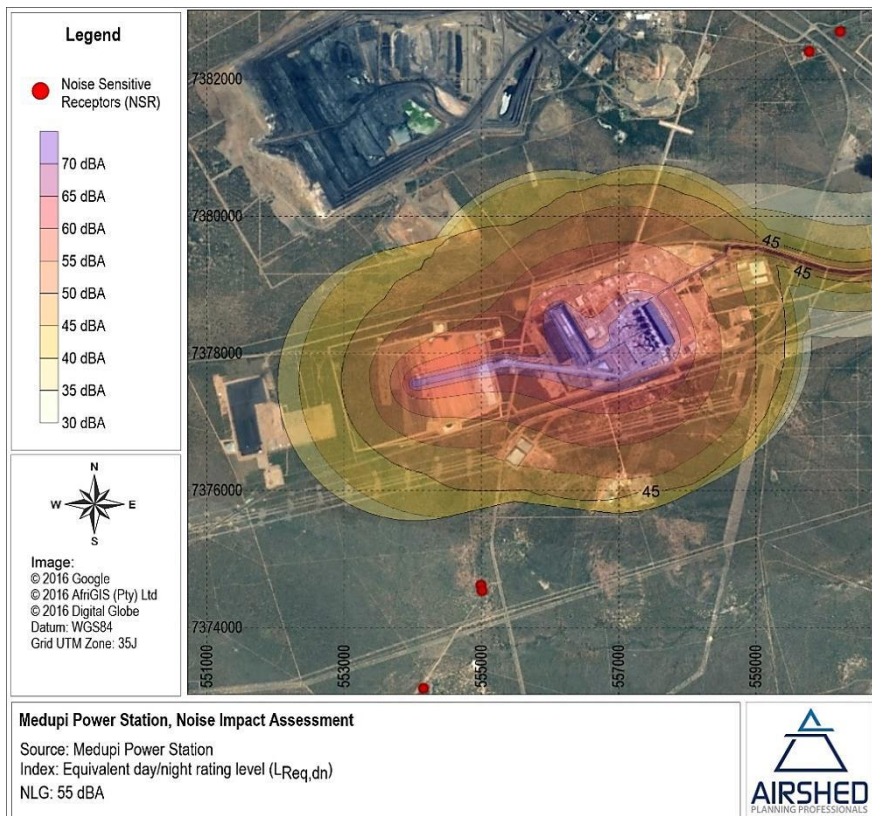 Legend
Noise Sensitive
Receptors (NSR)
70 dBA
65 dBA
60 dBA
55 dBA
50 dBA
45 dBA
40 dBA
35 dBA
30 dBA
N
W
E
S
Image:
© 2016 Google
© 2016 AfriGIS (Pty) Ltd
© 2016 Digital Globe
Datum: WGS84
Grid UTM Zone: 35J
7382000
7380000
7378000
7376000
7374000
45
45
45
551000
553000
555000
557000
559000
Medupi Power Station, Noise Impact Assessment
Source: Medupi Power Station
Index: Equivalent day/night rating level (LReq,dn)
NLG: 55 dBA
AIRSHED
PLANNING PROFESSIONALS